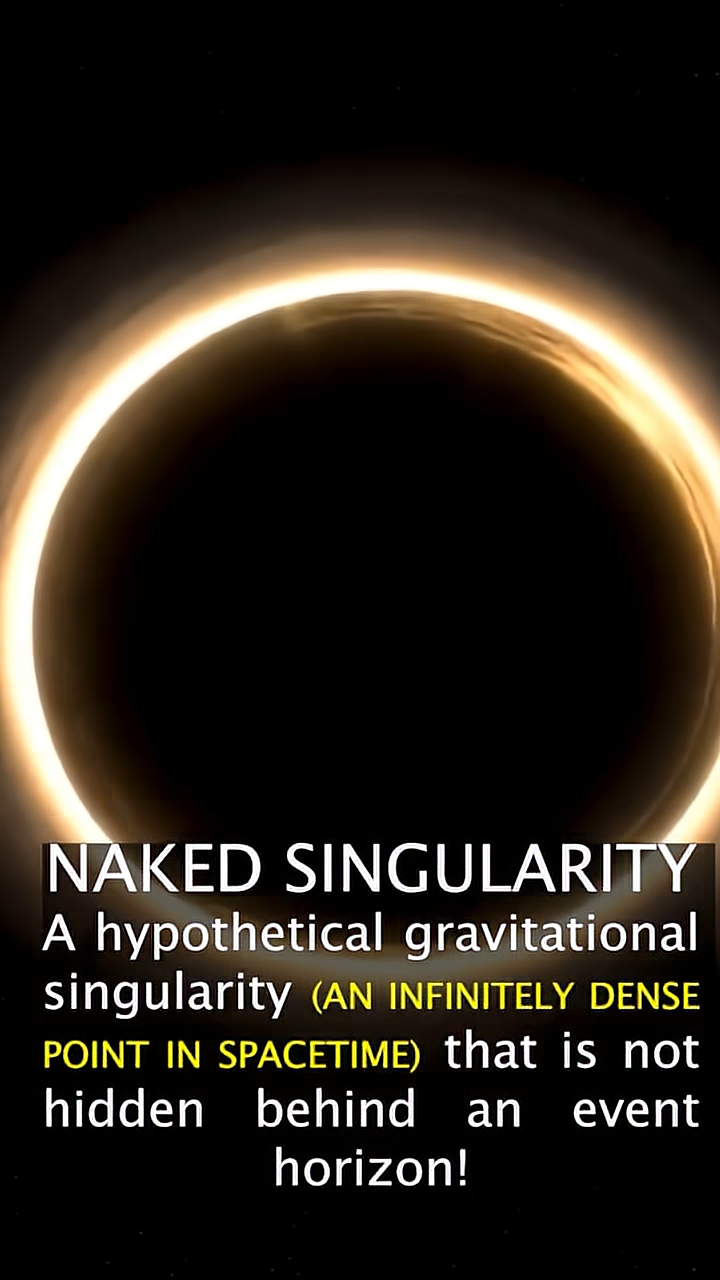 NAKED SINGULARITY
A hypothetical gravitational
singularity (AN INFINITELY DENSE
POINT IN SPACETIME) that is not
hidden behind an event
horizon!